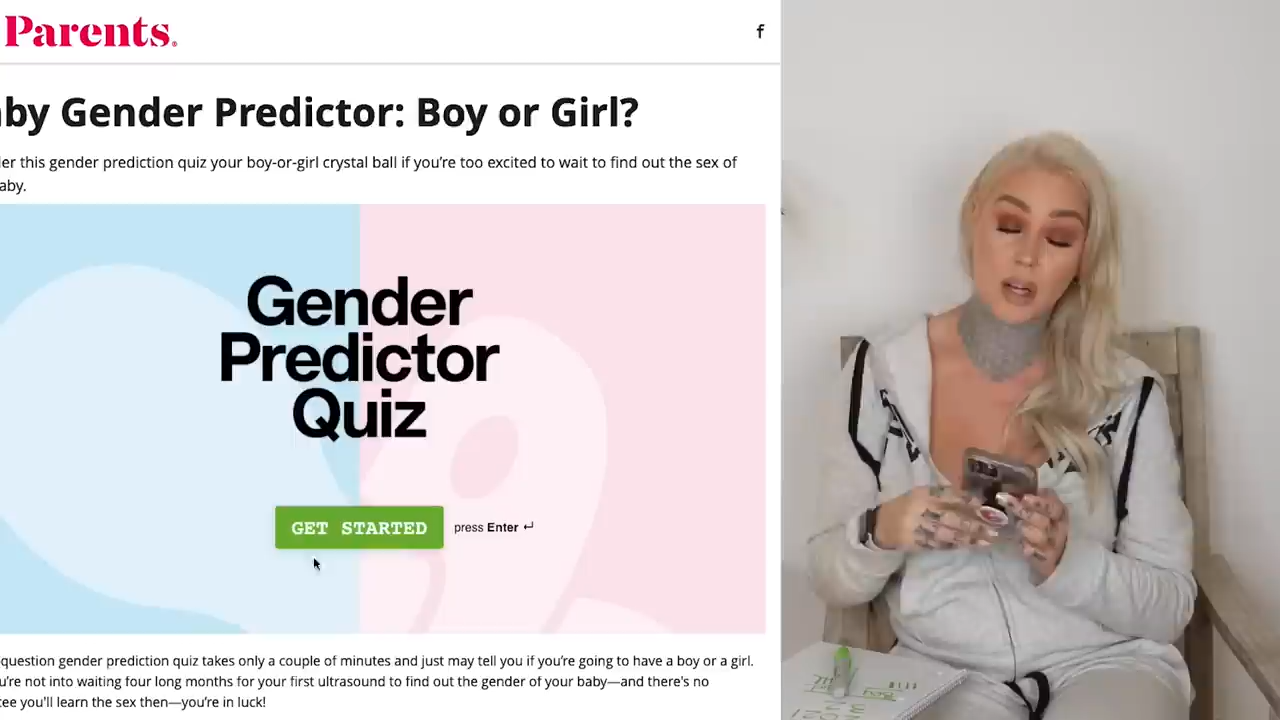 Parents.
f
by Gender Predictor: Boy or Girl?
er this gender prediction quiz your boy-or-girl crystal ball if you're too excited to wait to find out the sex of
aby.
Gender
Predictor
Quiz
GET STARTED
press Enter ↵
question gender prediction quiz takes only a couple of minutes and just may tell you if you're going to have a boy or a girl.
u're not into waiting four long months for your first ultrasound to find out the gender of your baby—and there's no
tee you'll learn the sex then—you're in luck!
Boy